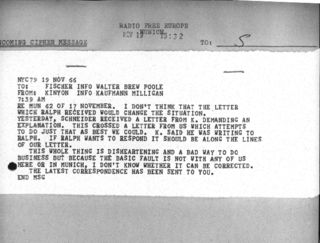 RADIO FREE EUROPE
MUNICH
INCOMING CIPHER MESSAGE
NOV 19 15:32
TO: S
NYC79 19 NOV 66
TO: FISCHER INFO WALTER BREW POOLE
FROM: KINYON INFO KAUFMANN MILLIGAN
7:59 AM
RE MUN 62 OF 17 NOVEMBER. I DON'T THINK THAT THE LETTER
WHICH RALPH RECEIVED WOULD CHANGE THE SITUATION.
YESTERDAY, SCHNEIDER RECEIVED A LETTER FROM K. DEMANDING AN
EXPLANATION. THIS CROSSED A LETTER FROM US WHICH ATTEMPTS
TO DO JUST THAT AS BEST WE COULD. K. SAID HE WAS WRITING TO
RALPH. IF RALPH WANTS TO RESPOND IT SHOULD BE ALONG THE LINES
OF OUR LETTER.
THIS WHOLE THING IS DISHEARTENING AND A BAD WAY TO DO
BUSINESS BUT BECAUSE THE BASIC FAULT IS NOT WITH ANY OF US
HERE OR IN MUNICH, I DON'T KNOW WHETHER IT CAN BE CORRECTED.
THE LATEST CORRESPONDENCE HAS BEEN SENT TO YOU.
END MSG